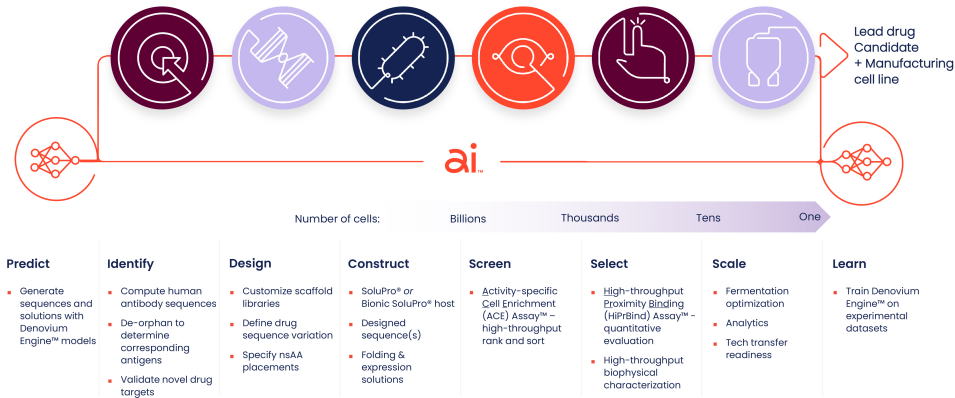 Lead drug
Candidate
+ Manufacturing
cell line
ai™
Number of cells:
Billions
Thousands
Tens
One
Predict
Generate
sequences and
solutions with
Denovium
Engine™ models
Identify
Compute human
antibody sequences
De-orphan to
determine
corresponding
antigens
Validate novel drug
targets
Design
Customize scaffold
libraries
Define drug
sequence variation
Specify nsAA
placements
Construct
SoluPro® or
Bionic SoluPro® host
Designed
sequence(s)
Folding &
expression
solutions
Screen
Activity-specific
Cell Enrichment
(ACE) Assay™ –
high-throughput
rank and sort
Select
High-throughput
Proximity Binding
(HiPrBind) Assay™ -
quantitative
evaluation
High-throughput
biophysical
characterization
Scale
Fermentation
optimization
Analytics
Tech transfer
readiness
Learn
Train Denovium
Engine™ on
experimental
datasets